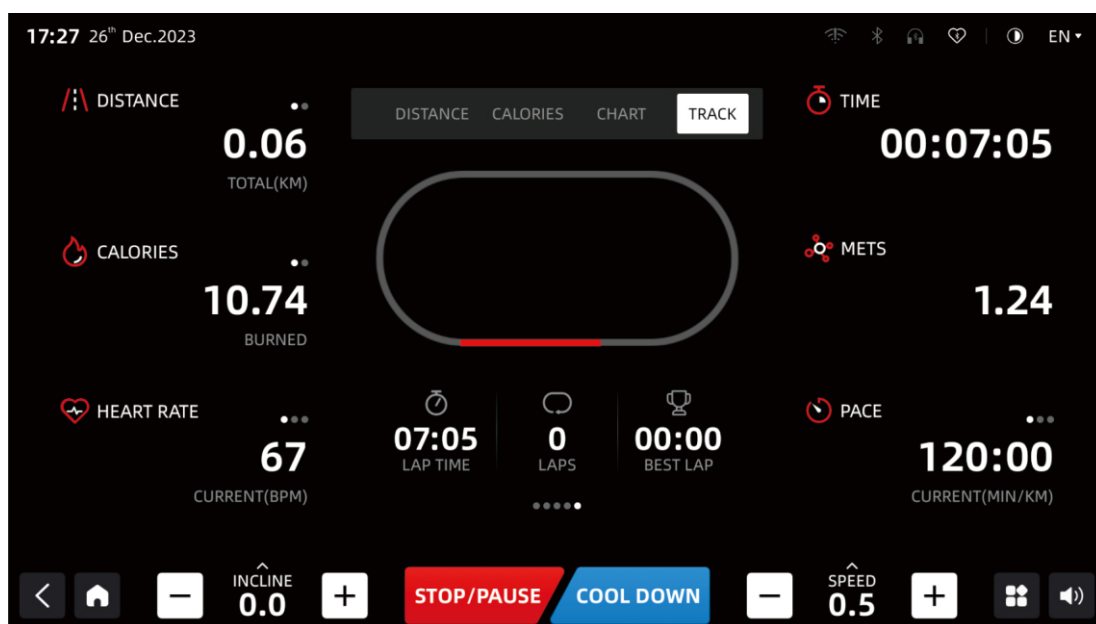 17:27 26th Dec.2023
EN
DISTANCE
0.06
TOTAL(KM)
CALORIES
10.74
BURNED
HEART RATE
67
CURRENT(BPM)
DISTANCE CALORIES CHART TRACK
07:05 0 00:00
LAP TIME LAPS BEST LAP
TIME
00:07:05
METS
1.24
PACE
120:00
CURRENT(MIN/KM)
INCLINE
0.0
STOP/PAUSE COOL DOWN
SPEED
0.5